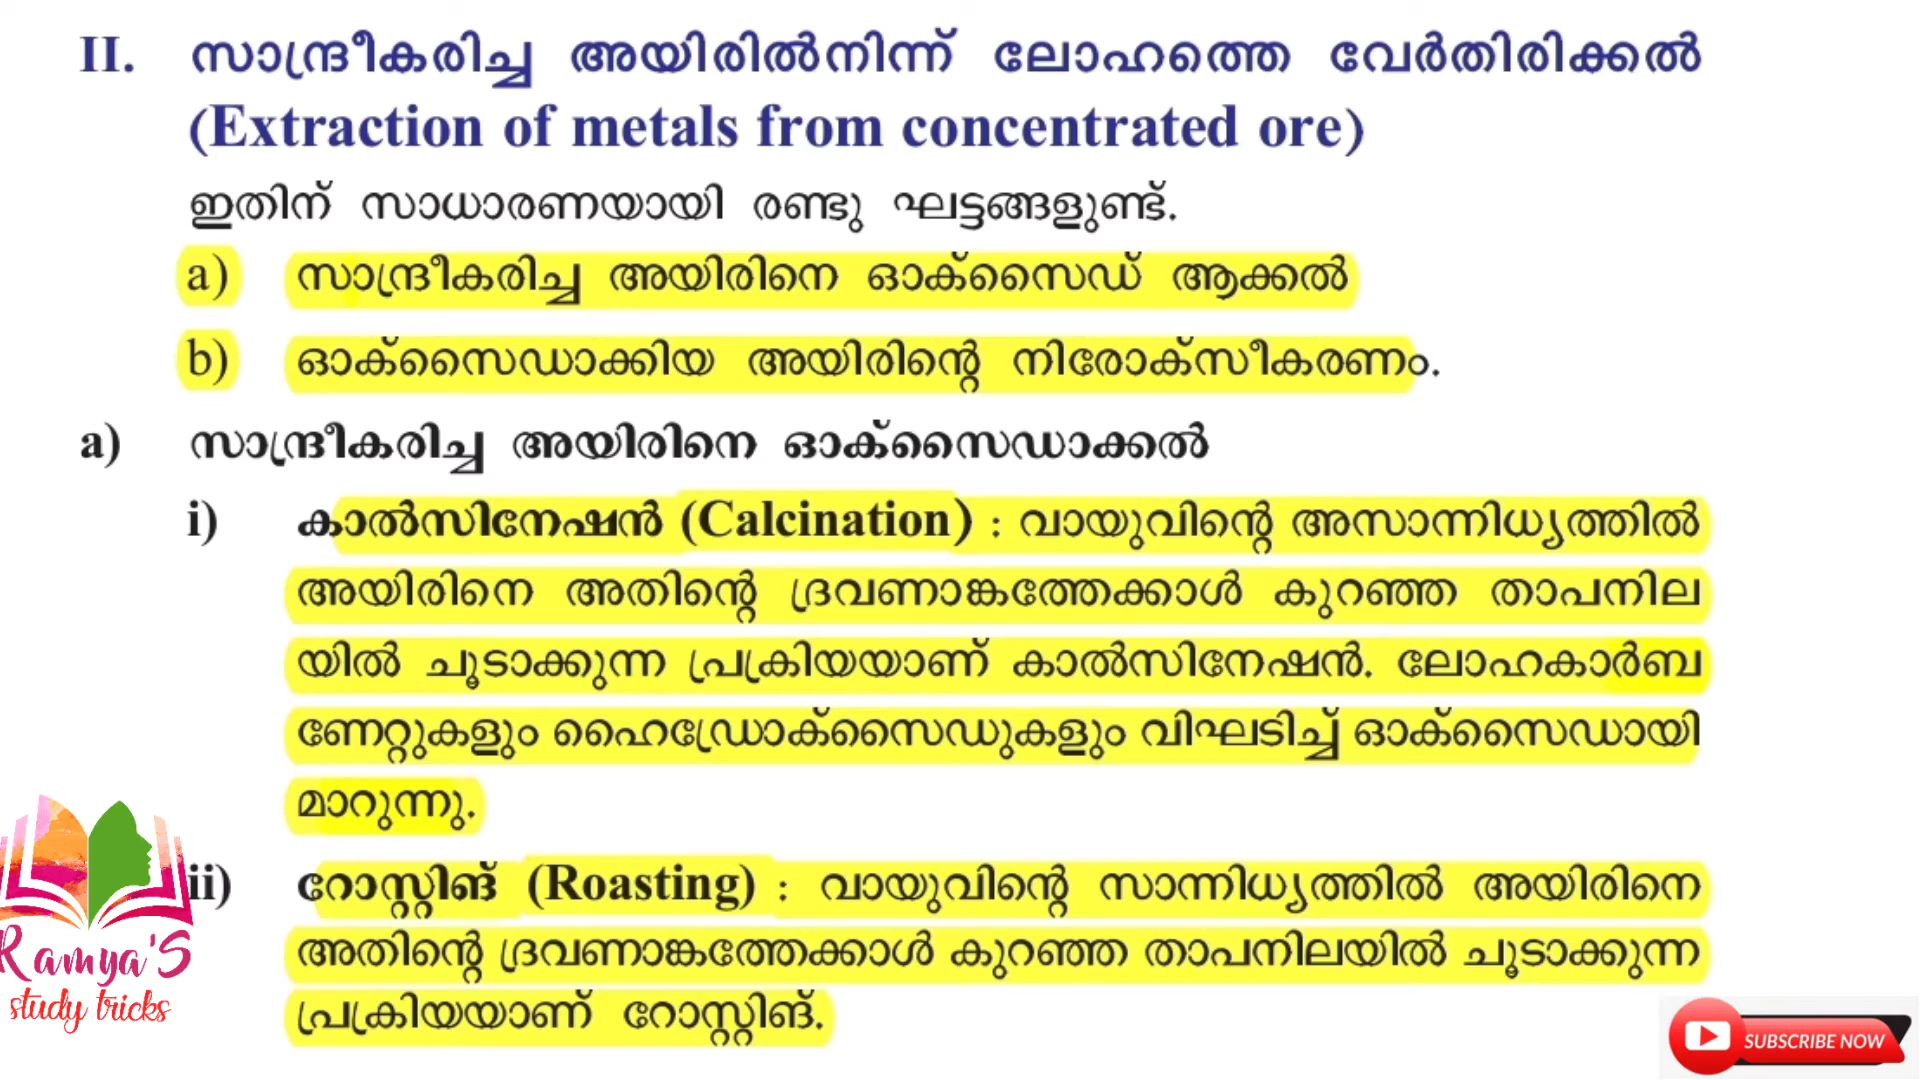 II. സാന്ദ്രീകരിച്ച അയിരിൽനിന്ന് ലോഹത്തെ വേർതിരിക്കൽ
(Extraction of metals from concentrated ore)
ഇതിന് സാധാരണയായി രണ്ടു ഘട്ടങ്ങളുണ്ട്.
a) സാന്ദ്രീകരിച്ച അയിരിനെ ഓക്സൈഡ് ആക്കൽ
b) ഓക്സൈഡാക്കിയ അയിരിന്റെ നിരോക്സീകരണം.
a) സാന്ദ്രീകരിച്ച അയിരിനെ ഓക്സൈഡാക്കൽ
i) കാൽസിനേഷൻ (Calcination) : വായുവിന്റെ അസാന്നിധ്യത്തിൽ
അയിരിനെ അതിന്റെ ദ്രവണാങ്കത്തേക്കാൾ കുറഞ്ഞ താപനില
യിൽ ചൂടാക്കുന്ന പ്രക്രിയയാണ് കാൽസിനേഷൻ. ലോഹകാർബ
ണേറ്റുകളും ഹൈഡ്രോക്സൈഡുകളും വിഘടിച്ച് ഓക്സൈഡായി
മാറുന്നു.
ii) റോസ്റ്റിങ് (Roasting) : വായുവിന്റെ സാന്നിധ്യത്തിൽ അയിരിനെ
അതിന്റെ ദ്രവണാങ്കത്തേക്കാൾ കുറഞ്ഞ താപനിലയിൽ ചൂടാക്കുന്ന
പ്രക്രിയയാണ് റോസ്റ്റിങ്.
Ramya'S
study tricks
SUBSCRIBE NOW